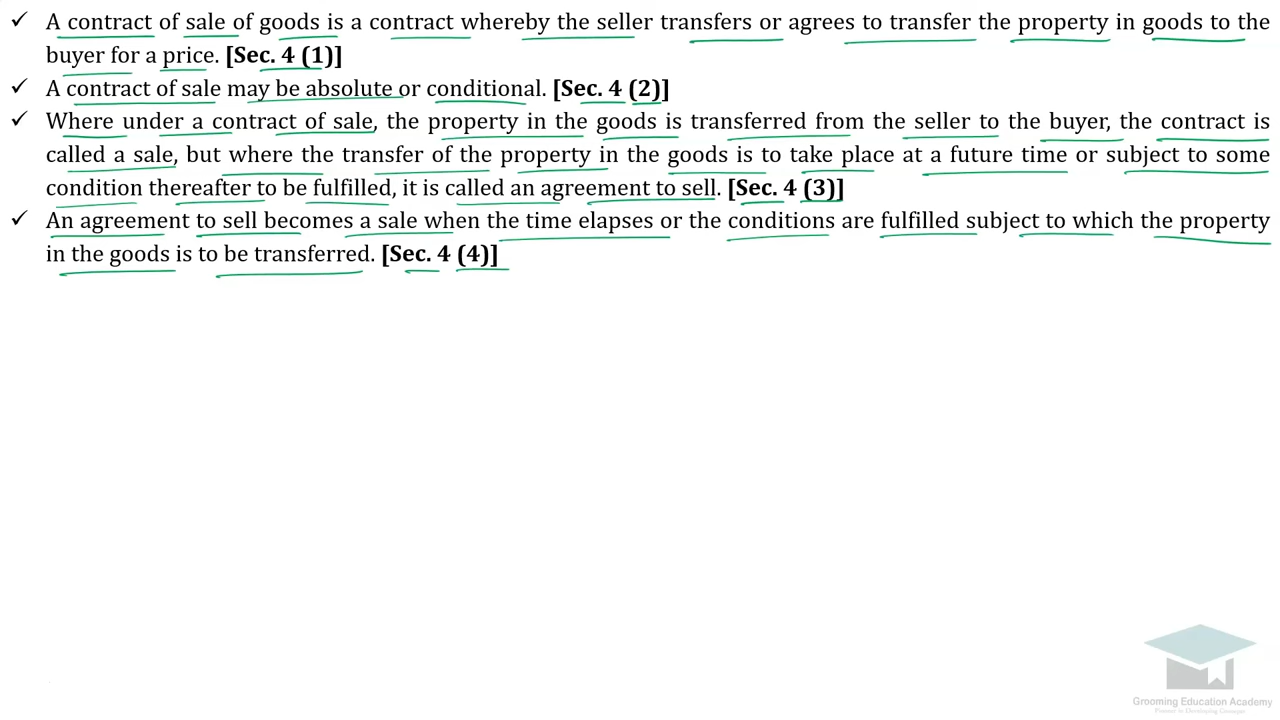 ✓ A contract of sale of goods is a contract whereby the seller transfers or agrees to transfer the property in goods to the
buyer for a price. [Sec. 4 (1)]
✓ A contract of sale may be absolute or conditional. [Sec. 4 (2)]
✓ Where under a contract of sale, the property in the goods is transferred from the seller to the buyer, the contract is
called a sale, but where the transfer of the property in the goods is to take place at a future time or subject to some
condition thereafter to be fulfilled, it is called an agreement to sell. [Sec. 4 (3)]
✓ An agreement to sell becomes a sale when the time elapses or the conditions are fulfilled subject to which the property
in the goods is to be transferred. [Sec. 4 (4)]
Grooming Education Academy